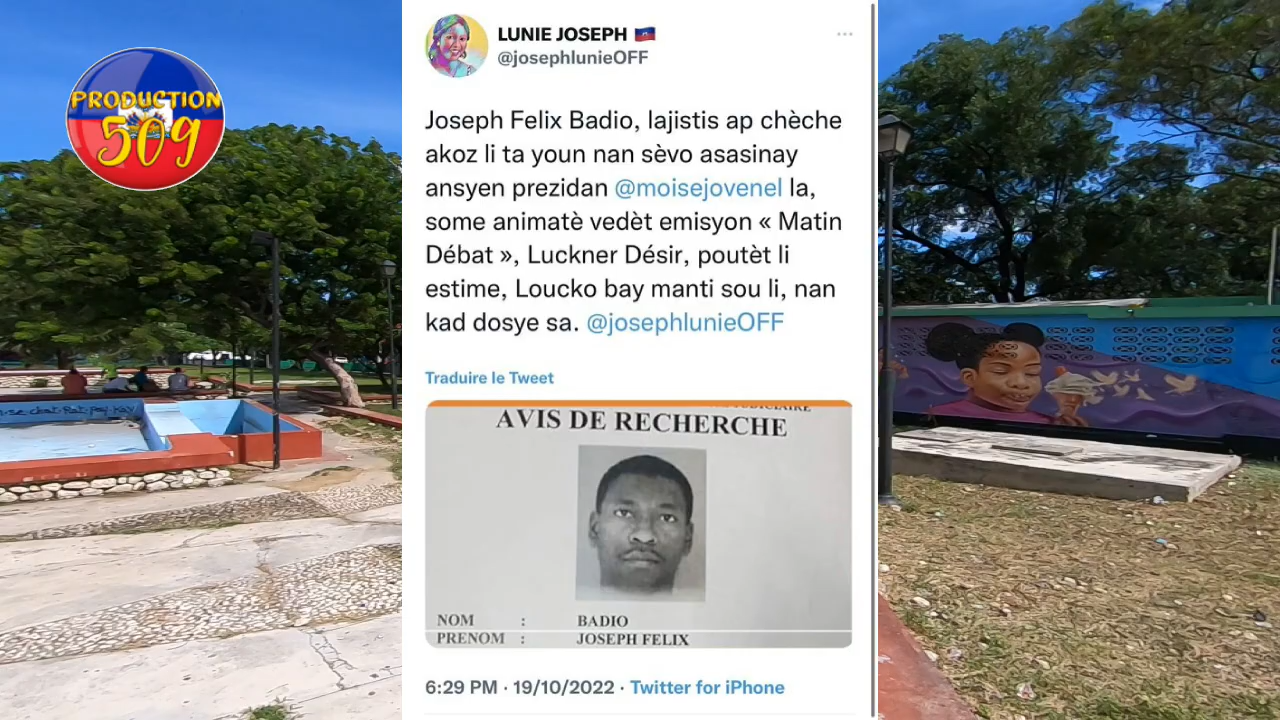 PRODUCTION
509
LUNIE JOSEPH 🇭🇹
@josephlunieOFF
Joseph Felix Badio, lajistis ap chèche
akoz li ta youn nan sèvo asasinay
ansyen prezidan @moisejovenel la,
some animatè vedèt emisyon « Matin
Débat », Luckner Désir, poutèt li
estime, Loucko bay manti sou li, nan
kad dosye sa. @josephlunieOFF
Traduire le Tweet
JUDICIAIRE
AVIS DE RECHERCHE
NOM : BADIO
PRENOM : JOSEPH FELIX
6:29 PM · 19/10/2022 · Twitter for iPhone